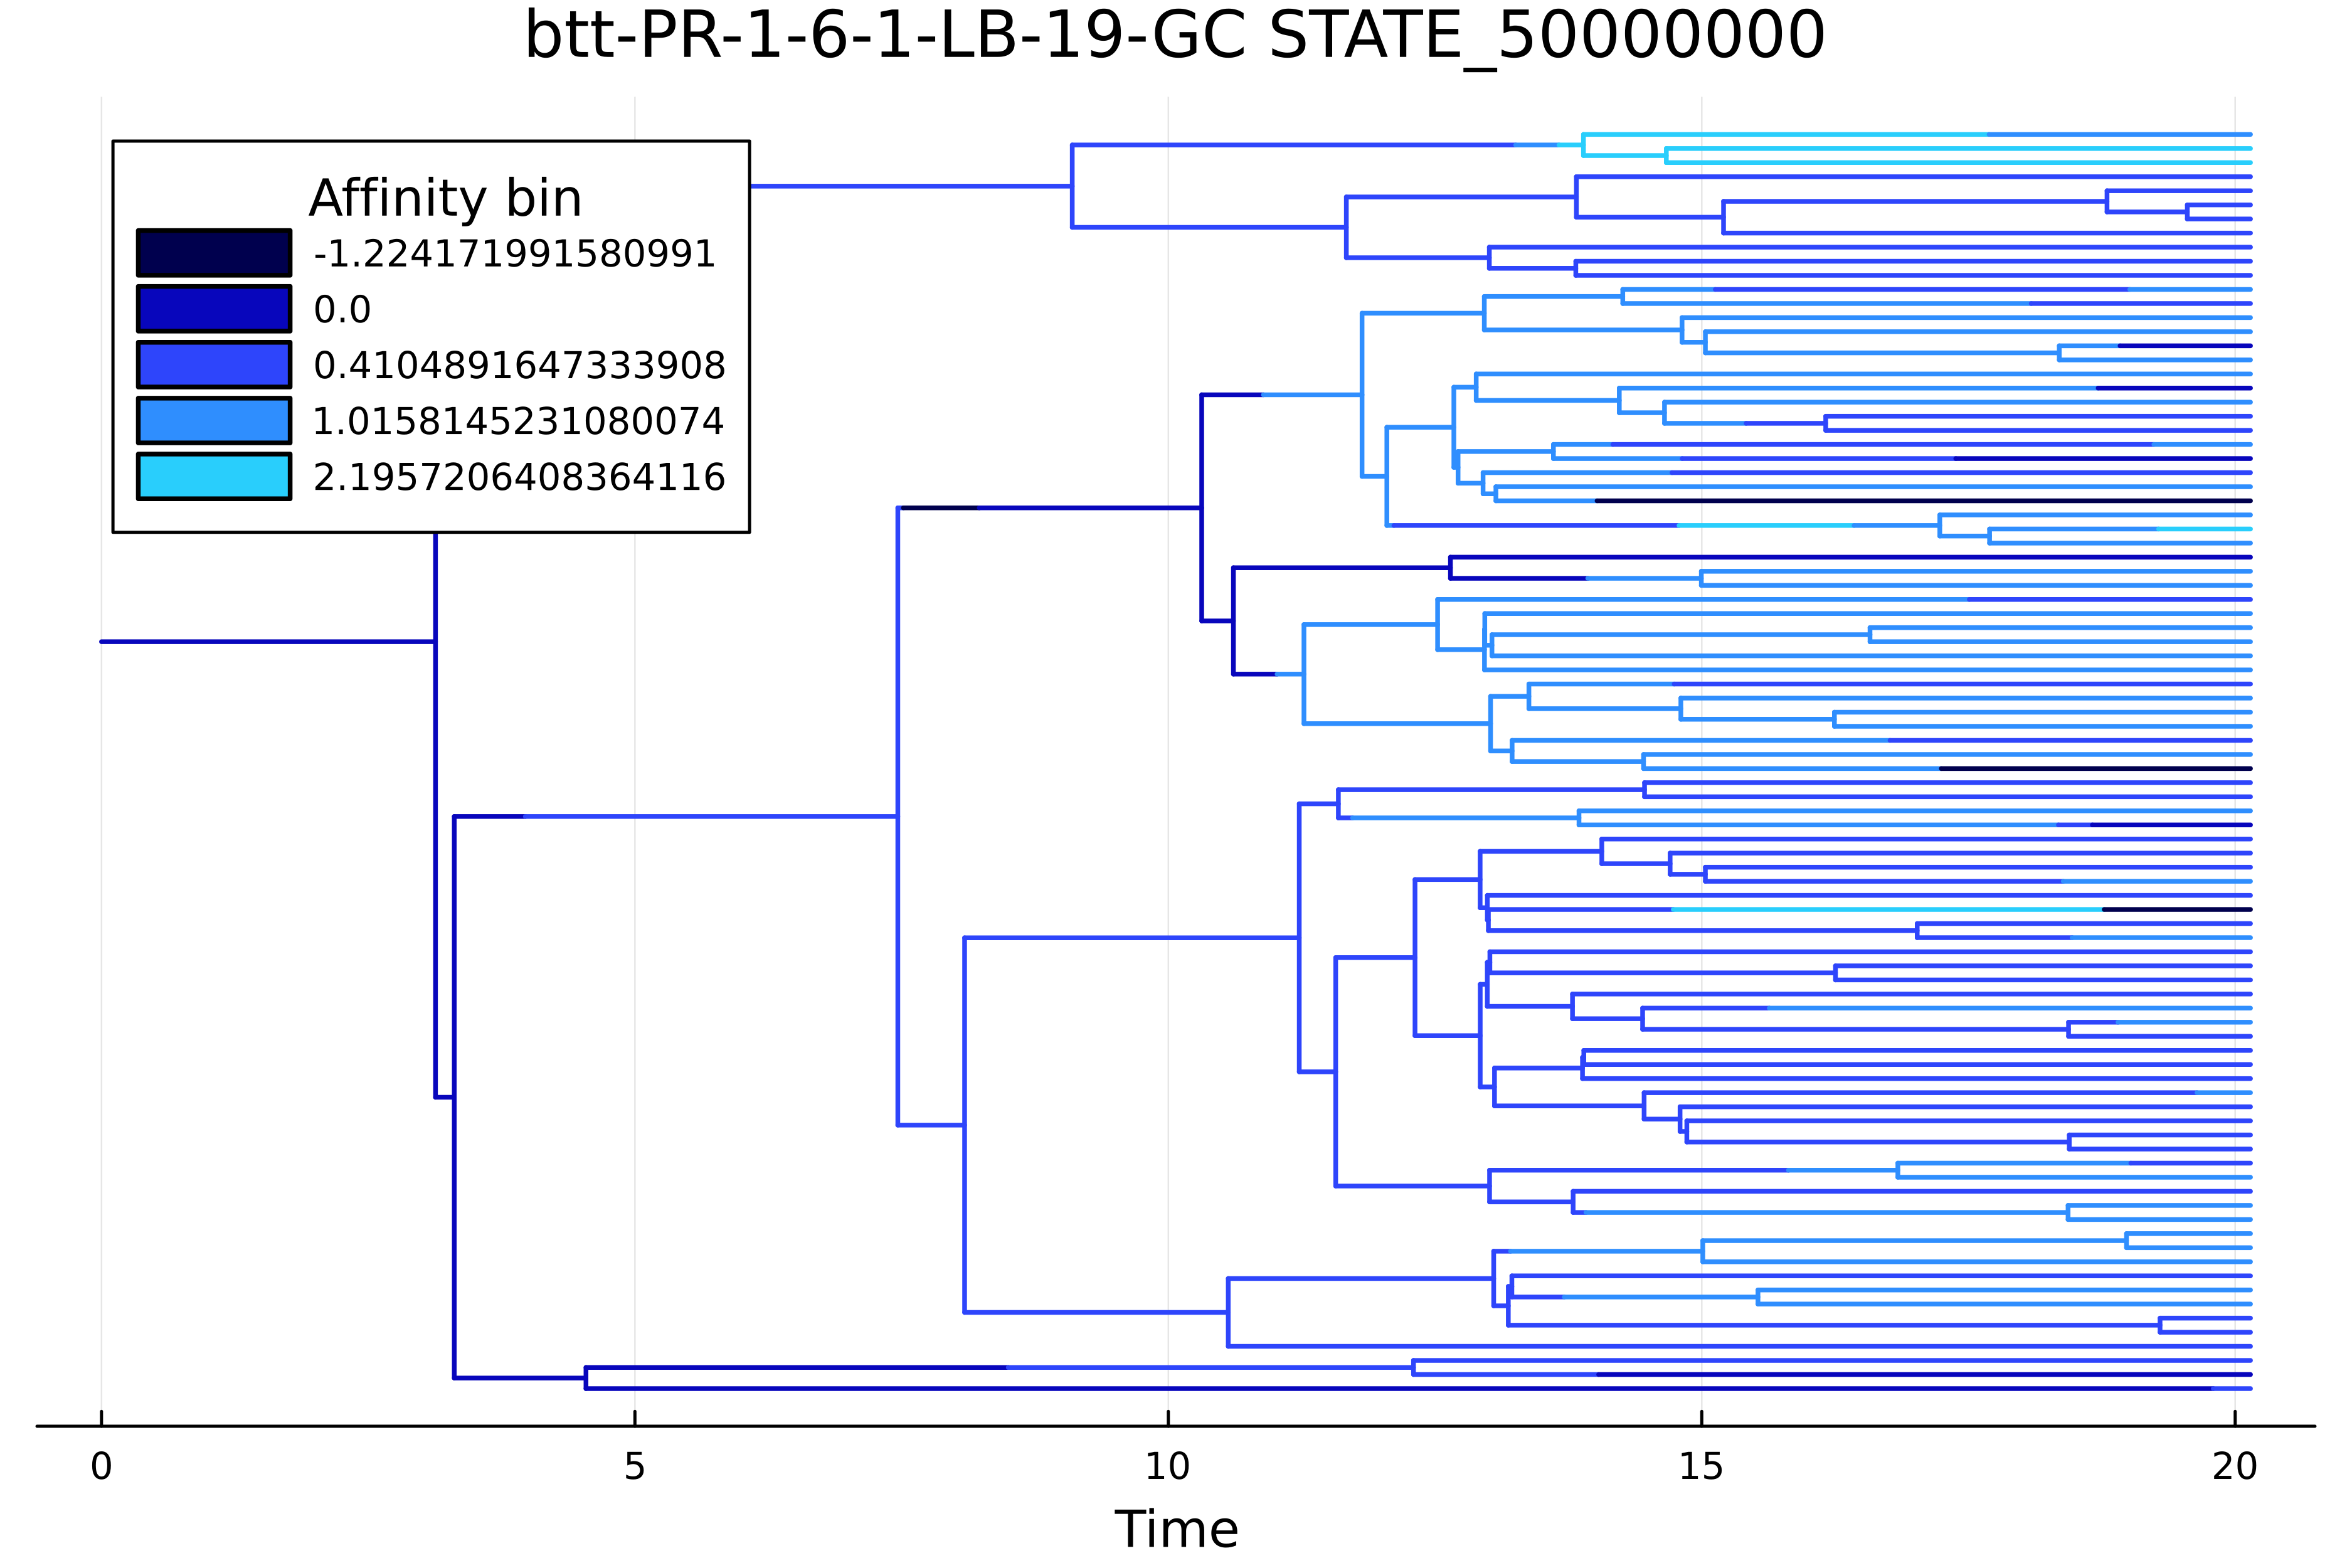 btt-PR-1-6-1-LB-19-GC STATE_50000000
Affinity bin
-1.224171991580991
0.0
0.4104891647333908
1.0158145231080074
2.1957206408364116
0 5 10 15 20
Time